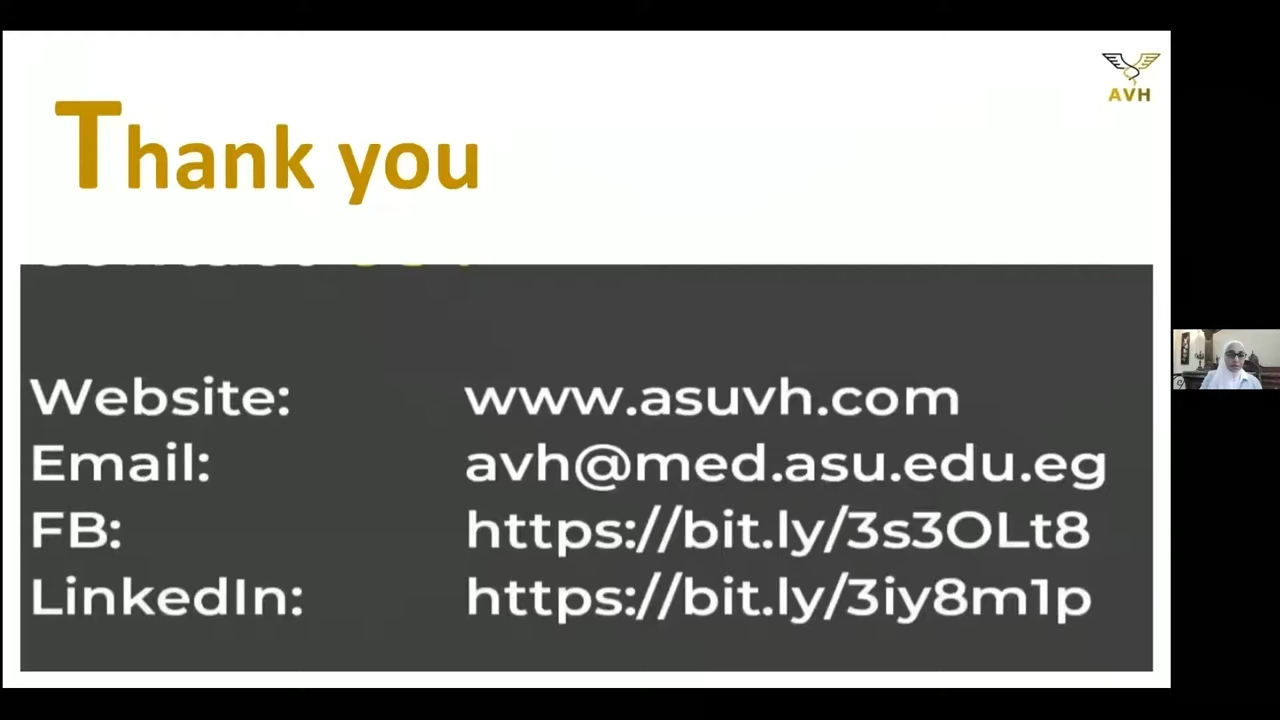 AVH
Thank you
Website: www.asuvh.com
Email: avh@med.asu.edu.eg
FB: https://bit.ly/3s3OLt8
LinkedIn: https://bit.ly/3iy8m1p